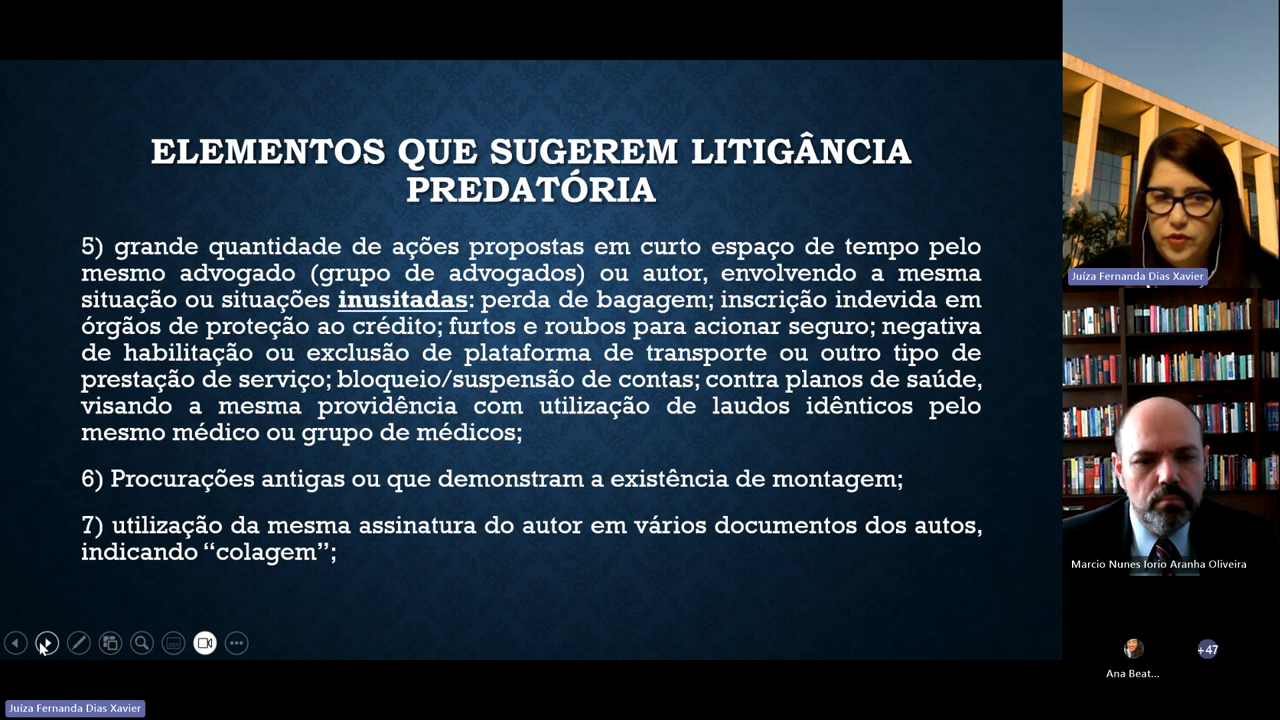 ELEMENTOS QUE SUGEREM LITIGÂNCIA
PREDATÓRIA
5) grande quantidade de ações propostas em curto espaço de tempo pelo
mesmo advogado (grupo de advogados) ou autor, envolvendo a mesma
situação ou situações inusitadas: perda de bagagem; inscrição indevida em
órgãos de proteção ao crédito; furtos e roubos para acionar seguro; negativa
de habilitação ou exclusão de plataforma de transporte ou outro tipo de
prestação de serviço; bloqueio/suspensão de contas; contra planos de saúde,
visando a mesma providência com utilização de laudos idênticos pelo
mesmo médico ou grupo de médicos;
6) Procurações antigas ou que demonstram a existência de montagem;
7) utilização da mesma assinatura do autor em vários documentos dos autos,
indicando “colagem”;
Juíza Fernanda Dias Xavier
Marcio Nunes Iorio Aranha Oliveira
Ana Beat...
+47
Juíza Fernanda Dias Xavier